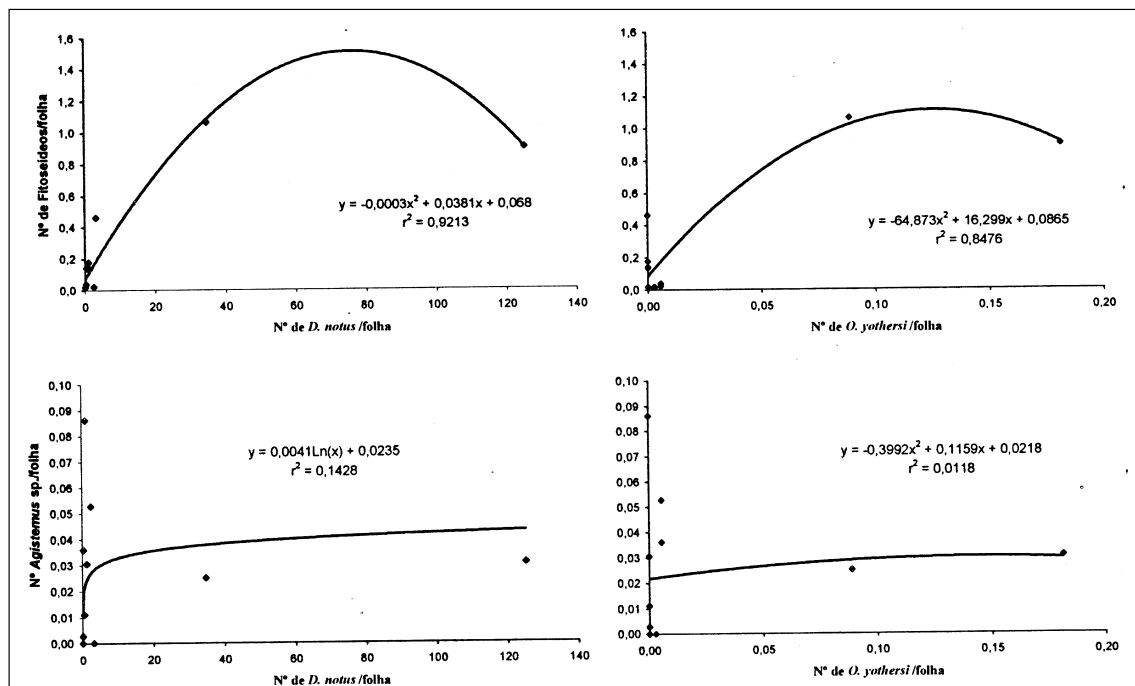 1,6
1,4
1,2
1,0
0,8
0,6
0,4
0,2
0,0
Nº de Fitoseídeos/folha
y = -0,0003x² + 0,0381x + 0,068
r² = 0,9213
0 20 40 60 80 100 120 140
Nº de D. notus/folha
1,6
1,4
1,2
1,0
0,8
0,6
0,4
0,2
0,0
y = -64,873x² + 16,299x + 0,0865
r² = 0,8476
0,00 0,05 0,10 0,15 0,20
Nº de O. yothersi/folha
0,10
0,09
0,08
0,07
0,06
0,05
0,04
0,03
0,02
0,01
0,00
Nº Agistemus sp./folha
y = 0,0041Ln(x) + 0,0235
r² = 0,1428
0 20 40 60 80 100 120 140
Nº de D. notus/folha
0,10
0,09
0,08
0,07
0,06
0,05
0,04
0,03
0,02
0,01
0,00
y = -0,3992x² + 0,1159x + 0,0218
r² = 0,0118
0,00 0,05 0,10 0,15 0,20
Nº de O. yothersi/folha